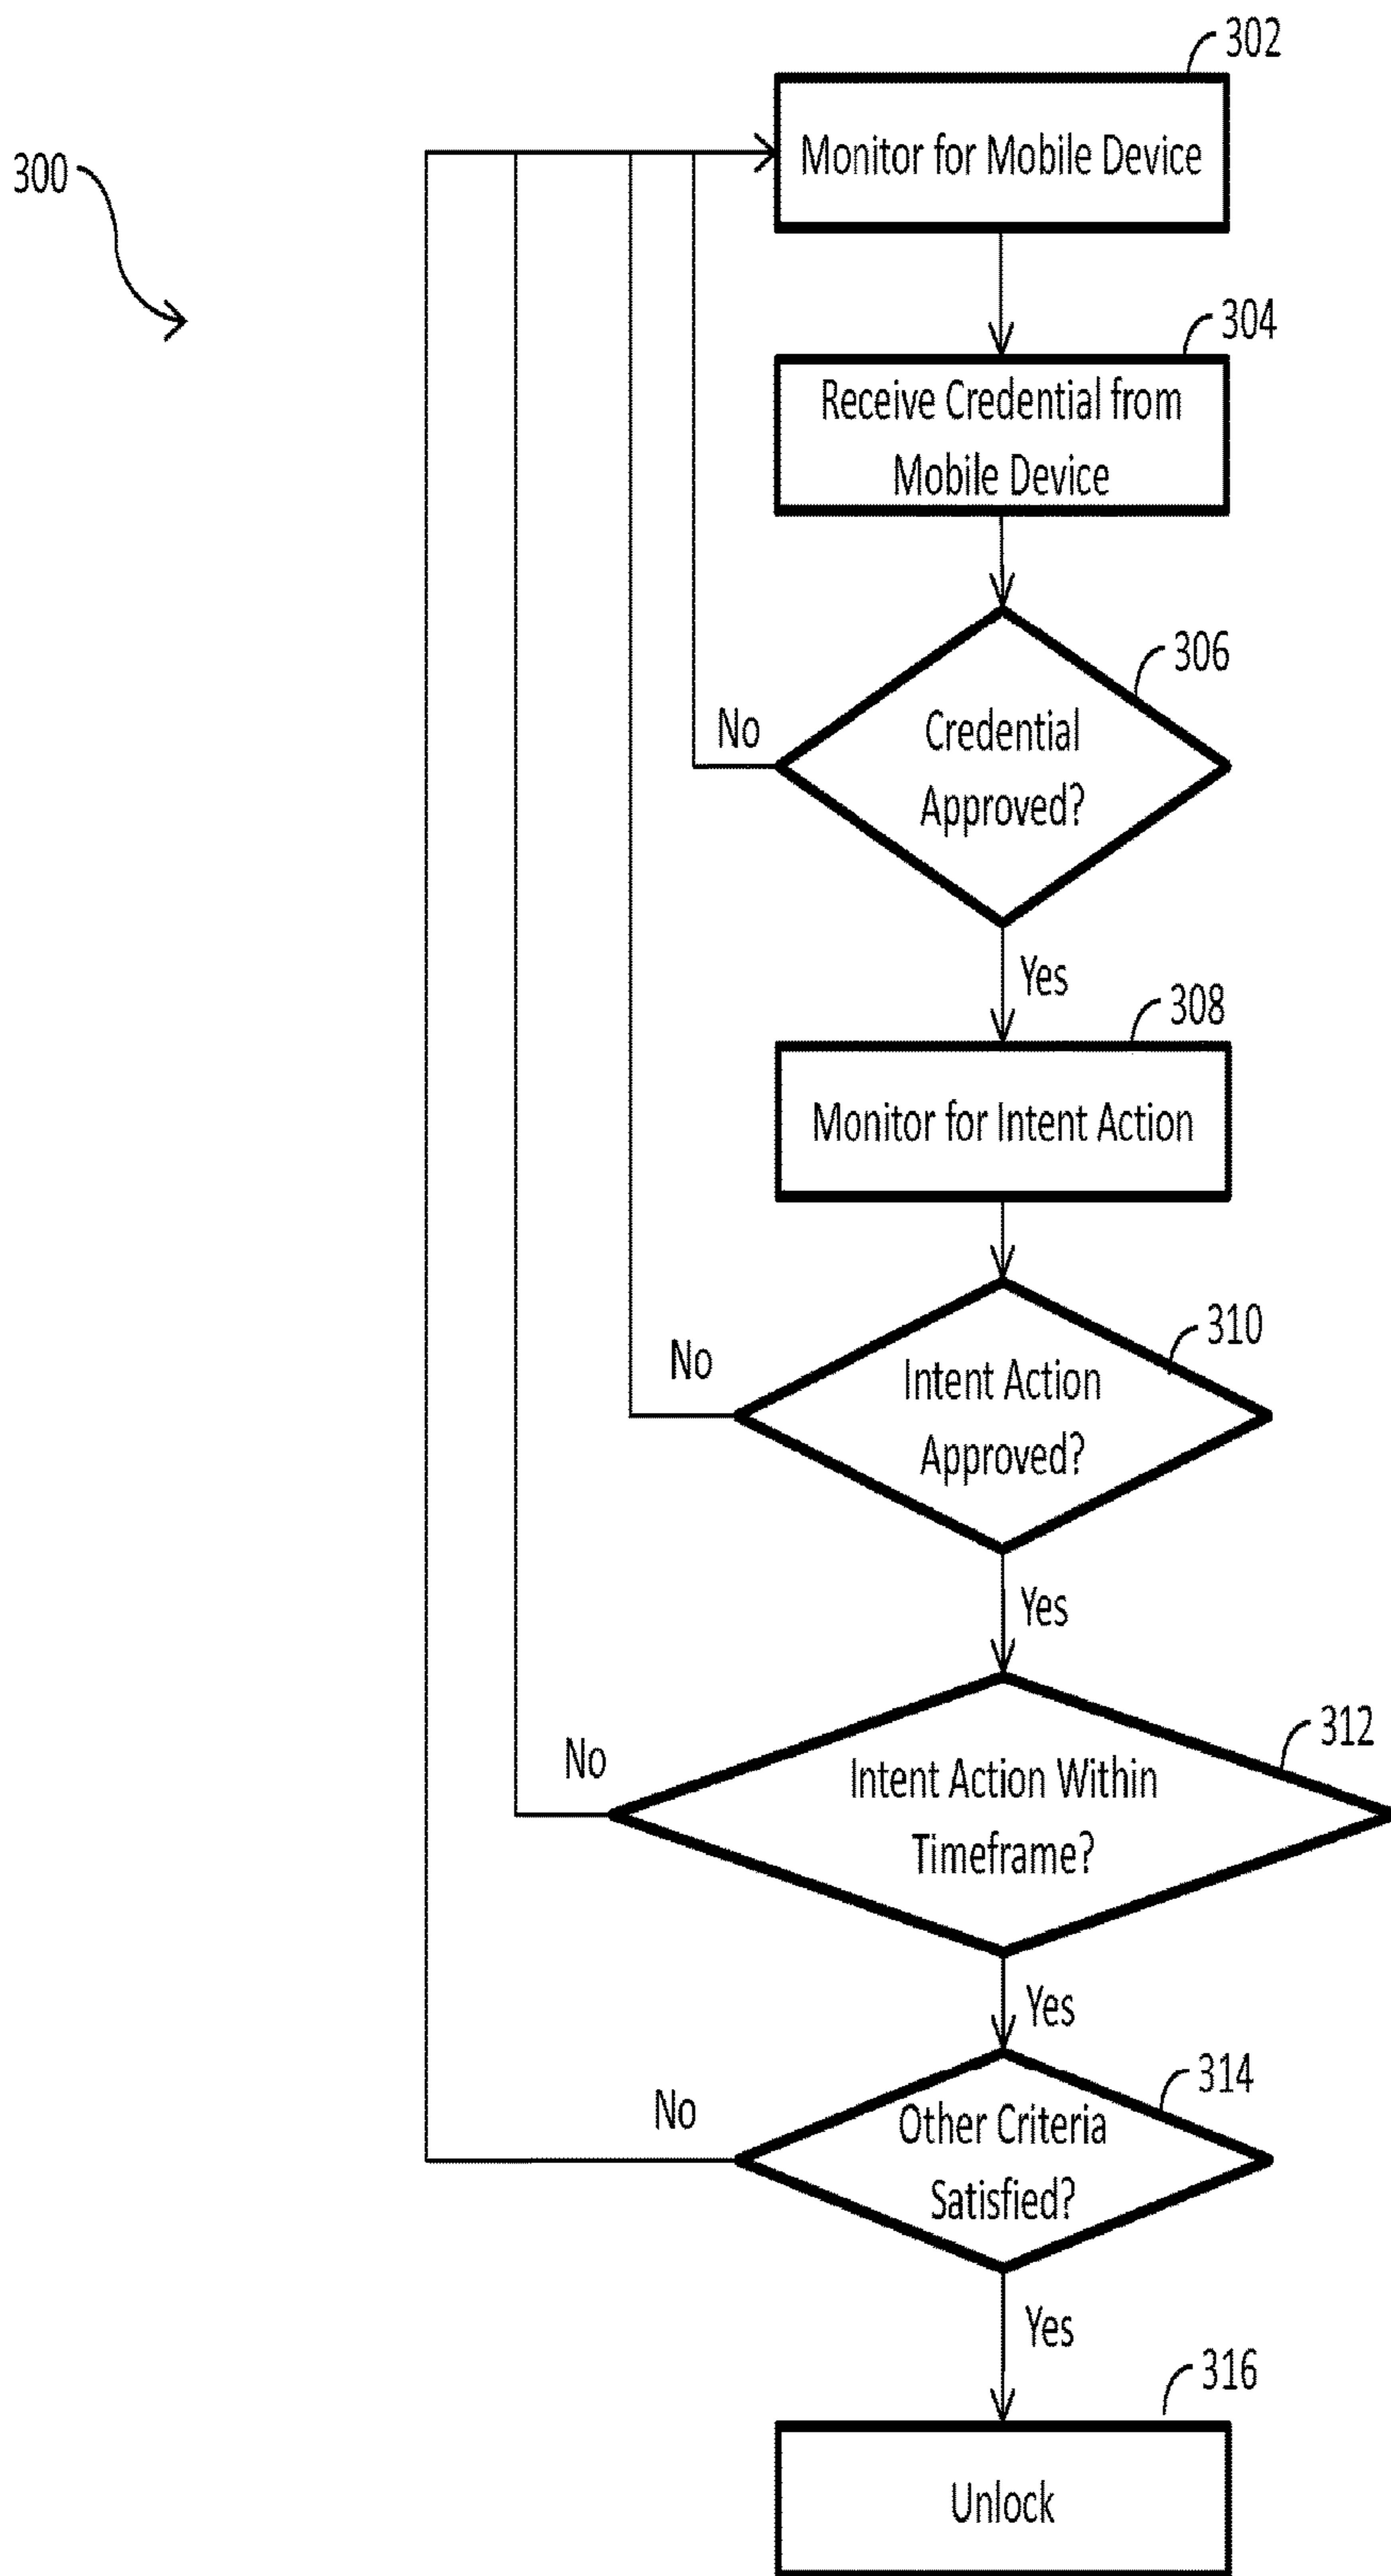 302
Monitor for Mobile Device
300
304
Receive Credential from
Mobile Device
306
No
Credential
Approved?
Yes
308
Monitor for Intent Action
310
No
Intent Action
Approved?
Yes
312
No
Intent Action Within
Timeframe?
Yes
314
No
Other Criteria
Satisfied?
Yes
316
Unlock